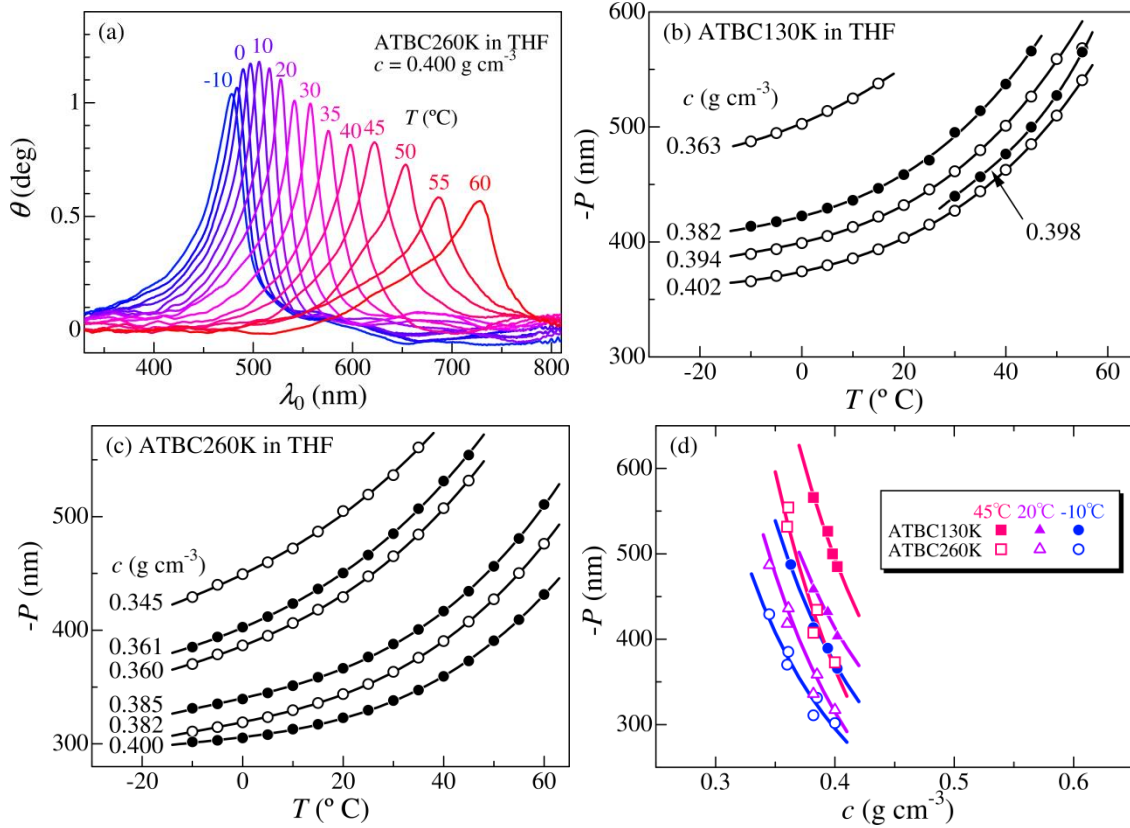 (a)
ATBC260K in THF
c = 0.400 g cm-3
-10
0
10
20
30
35
40
45
50
55
60
T (ºC)
θ (deg)
1
0.5
0
400
500
600
700
800
λ0 (nm)
(b) ATBC130K in THF
c (g cm-3)
0.363
0.382
0.394
0.402
0.398
-P (nm)
600
500
400
300
-20
0
20
40
60
T (º C)
(c) ATBC260K in THF
c (g cm-3)
0.345
0.361
0.360
0.385
0.382
0.400
-P (nm)
500
400
300
-20
0
20
40
60
T (º C)
(d)
45℃ 20℃ -10℃
ATBC130K
ATBC260K
-P (nm)
600
500
400
300
0.3
0.4
0.5
0.6
c (g cm-3)